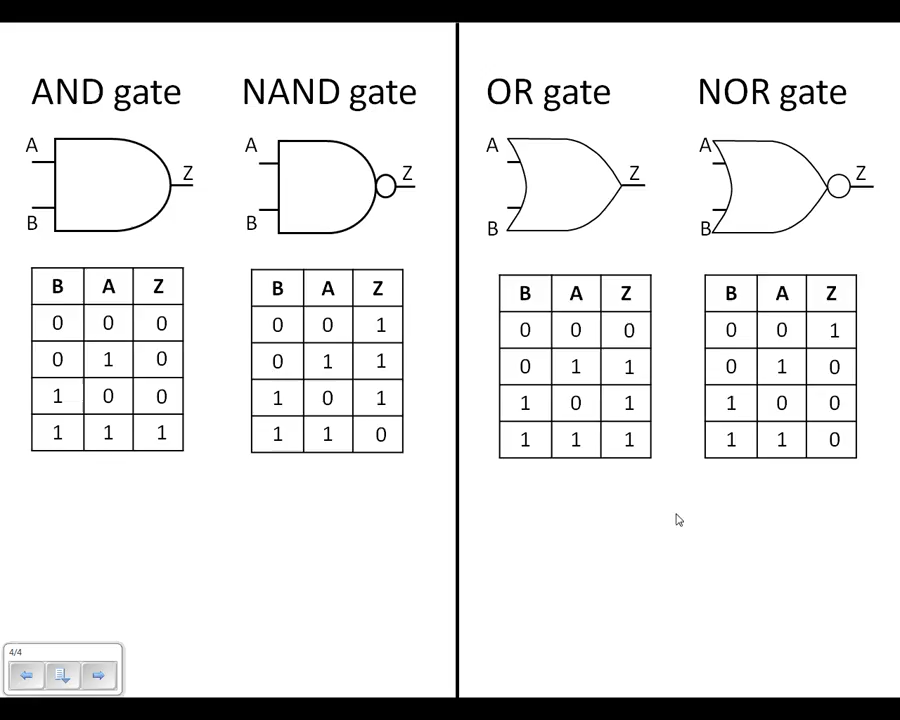 AND gate
A
Z
B
B A Z
0 0 0
0 1 0
1 0 0
1 1 1
NAND gate
A
Z
B
B A Z
0 0 1
0 1 1
1 0 1
1 1 0
OR gate
A
Z
B
B A Z
0 0 0
0 1 1
1 0 1
1 1 1
NOR gate
A
Z
B
B A Z
0 0 1
0 1 0
1 0 0
1 1 0
4/4